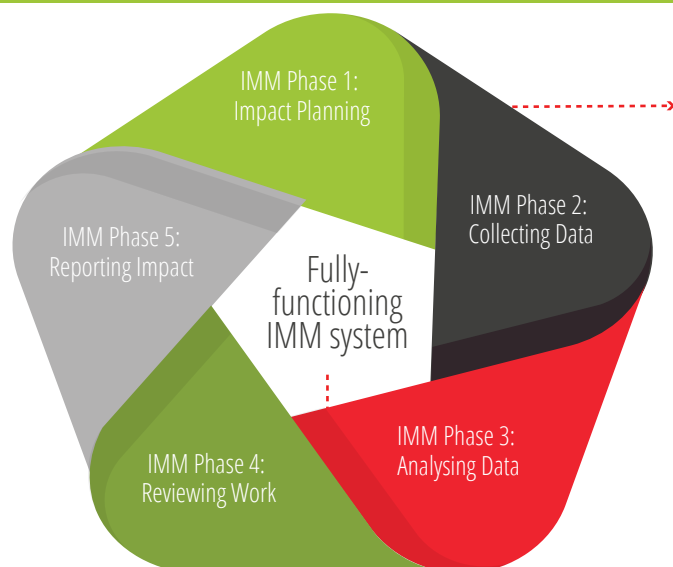 IMM Phase 1:
Impact Planning
IMM Phase 2:
Collecting Data
IMM Phase 5:
Reporting Impact
Fully-
functioning
IMM system
IMM Phase 3:
Analysing Data
IMM Phase 4:
Reviewing Work